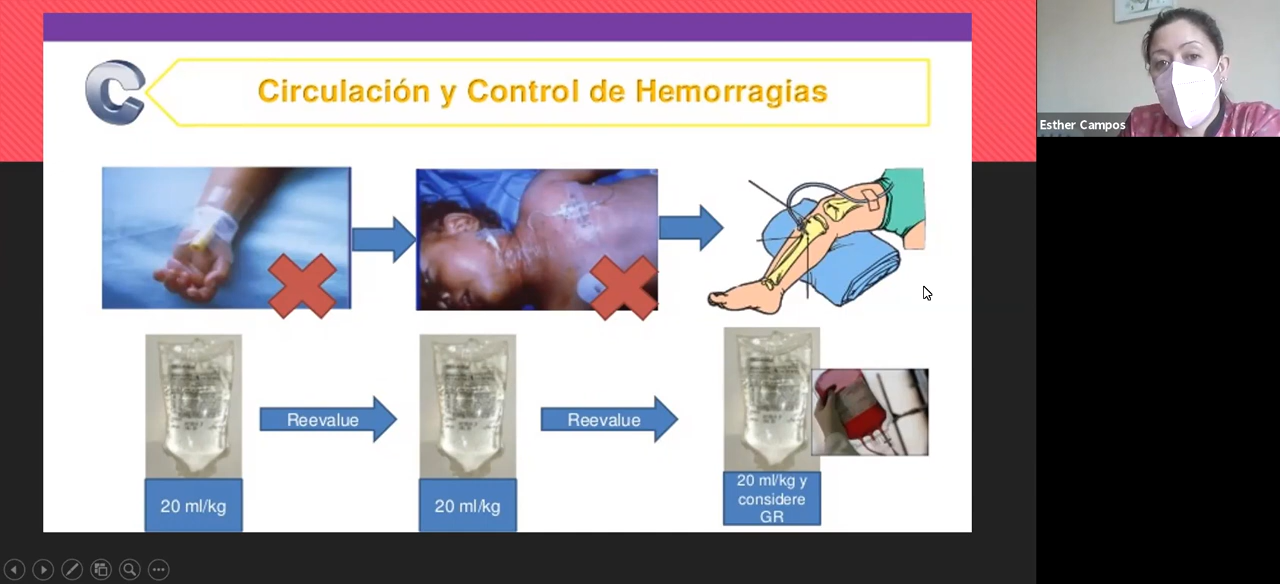 C
Circulación y Control de Hemorragias
Esther Campos
Reevalue
Reevalue
20 ml/kg
20 ml/kg
20 ml/kg y
considere
GR